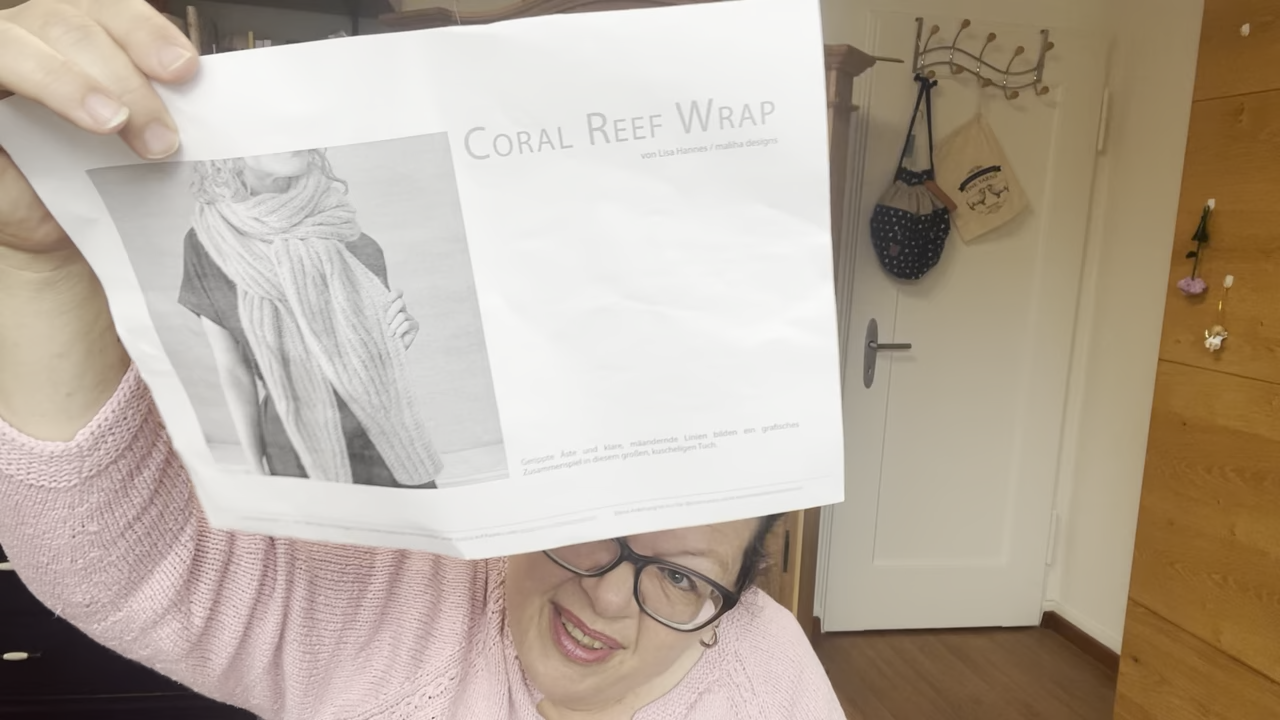 CORAL REEF WRAP
von Lisa Hannes / maliha designs
Gerippte Äste und klare, mäandernde Linien bilden ein grafisches
Zusammenspiel in diesem großen, kuscheligen Tuch.